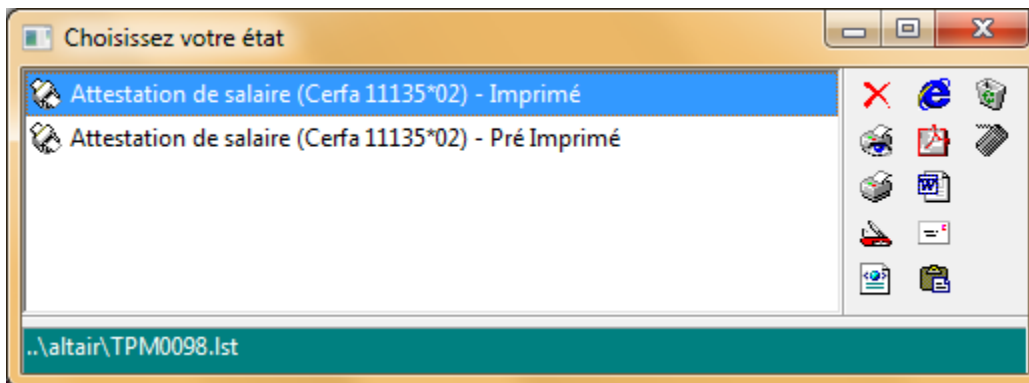 Choisissez votre état
Attestation de salaire (Cerfa 11135*02) - Imprimé
Attestation de salaire (Cerfa 11135*02) - Pré Imprimé
..\altair\TPM0098.lst